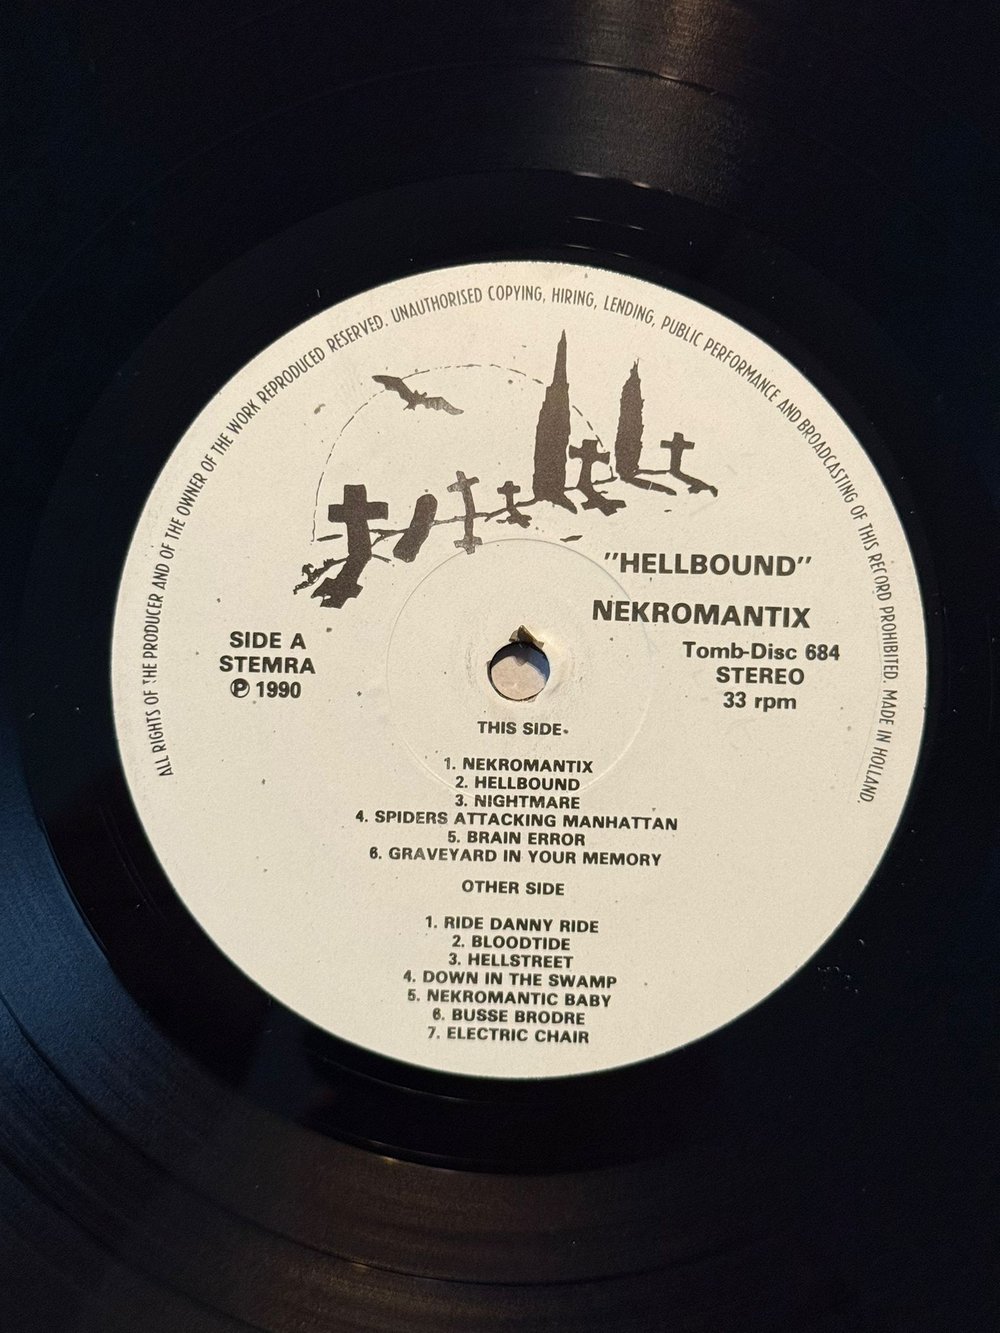 ALL RIGHTS OF THE PRODUCER AND OF THE OWNER OF THE WORK REPRODUCED RESERVED. UNAUTHORISED COPYING, HIRING, LENDING, PUBLIC PERFORMANCE AND BROADCASTING OF THIS RECORD PROHIBITED. MADE IN HOLLAND.
"HELLBOUND"
NEKROMANTIX
SIDE A
STEMRA
Ⓟ 1990
Tomb-Disc 684
STEREO
33 rpm
THIS SIDE.
1. NEKROMANTIX
2. HELLBOUND
3. NIGHTMARE
4. SPIDERS ATTACKING MANHATTAN
5. BRAIN ERROR
6. GRAVEYARD IN YOUR MEMORY
OTHER SIDE
1. RIDE DANNY RIDE
2. BLOODTIDE
3. HELLSTREET
4. DOWN IN THE SWAMP
5. NEKROMANTIC BABY
6. BUSSE BRODRE
7. ELECTRIC CHAIR